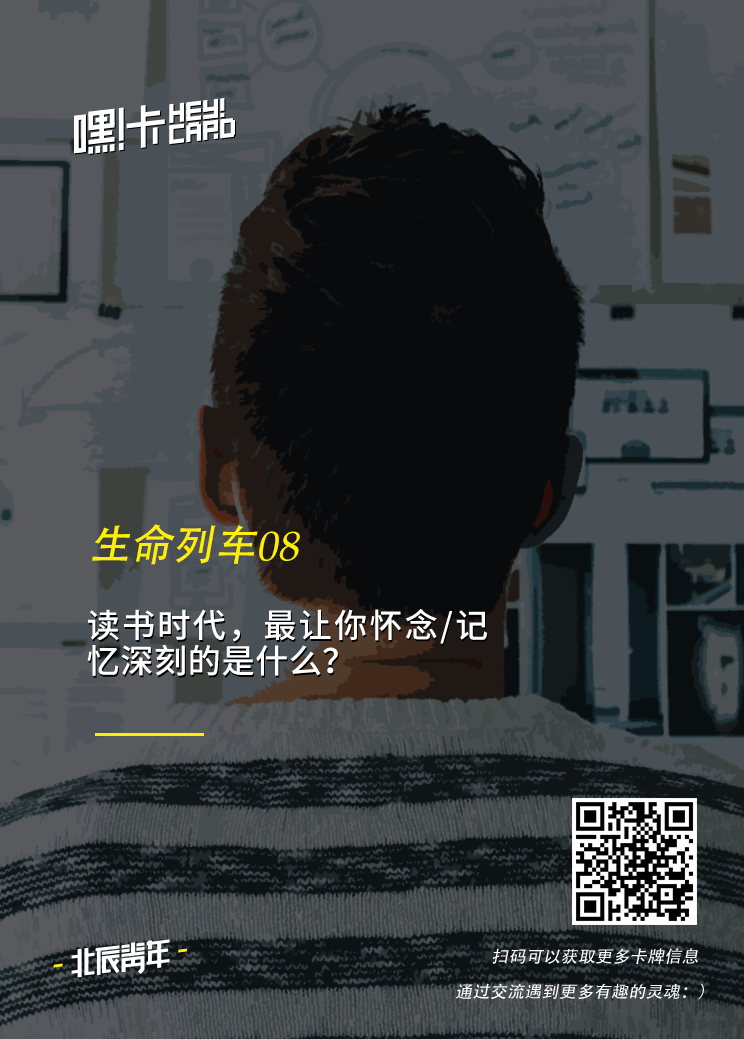 嘿!卡 HEY! CARD
生命列车08
读书时代，最让你怀念/记
忆深刻的是什么？
- 北辰青年 -
扫码可以获取更多卡牌信息
通过交流遇到更多有趣的灵魂：）